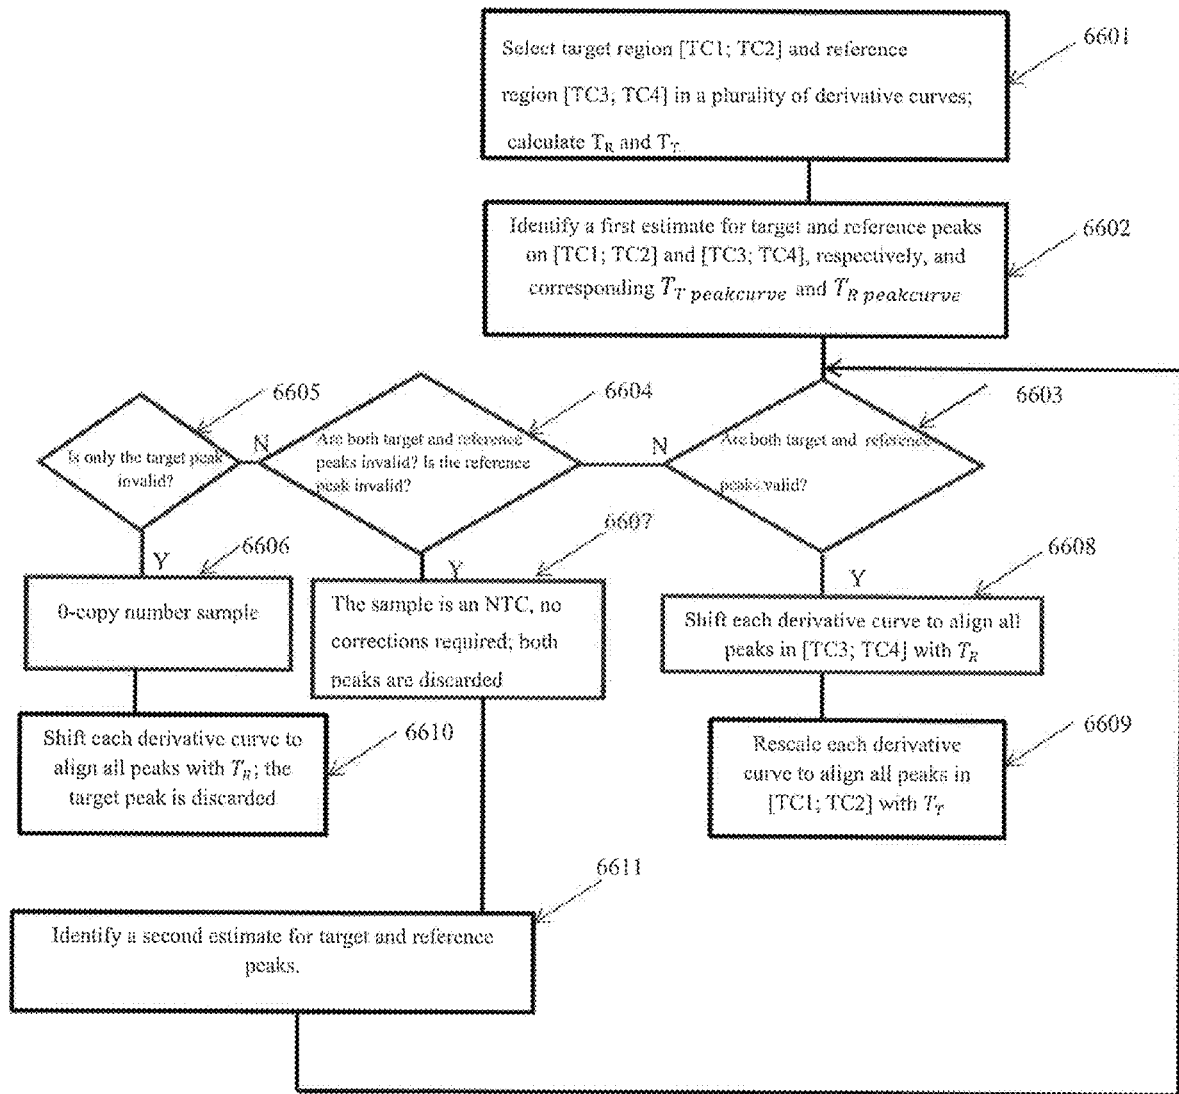 Select target region [TC1; TC2] and reference
region [TC3; TC4] in a plurality of derivative curves;
calculate TR and TT.
6601
Identify a first estimate for target and reference peaks
on [TC1; TC2] and [TC3; TC4], respectively, and
corresponding TT peakcurve and TR peakcurve
6602
6605
Is only the target peak
invalid?
N
6604
Are both target and reference
peaks invalid? Is the reference
peak invalid?
N
6603
Are both target and reference
peaks valid?
Y
6606
0-copy number sample
Y
6607
The sample is an NTC, no
corrections required; both
peaks are discarded
Y
6608
Shift each derivative curve to align all
peaks in [TC3; TC4] with TR
Shift each derivative curve to
align all peaks with TR; the
target peak is discarded
6610
Rescale each derivative
curve to align all peaks in
[TC1; TC2] with TT
6609
6611
Identify a second estimate for target and reference
peaks.